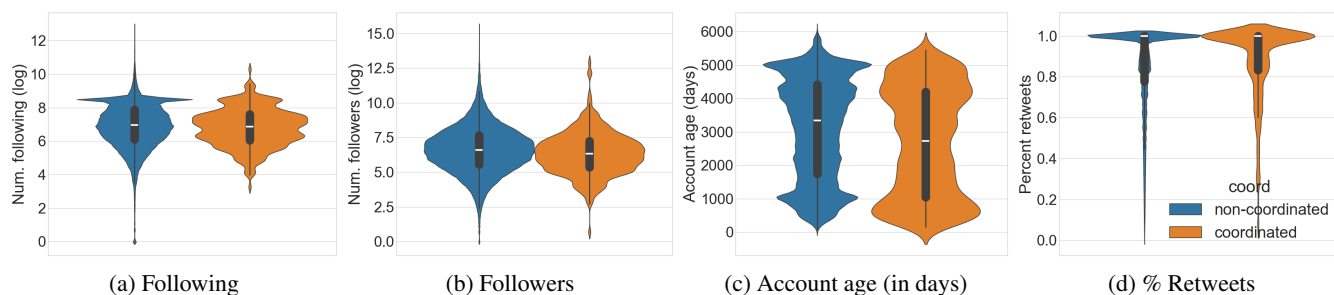 Num. following (log)
12
10
8
6
4
2
0
(a) Following
Num. followers (log)
15.0
12.5
10.0
7.5
5.0
2.5
0.0
(b) Followers
Account age (days)
6000
5000
4000
3000
2000
1000
0
(c) Account age (in days)
Percent retweets
1.0
0.8
0.6
0.4
0.2
0.0
coord
non-coordinated
coordinated
(d) % Retweets